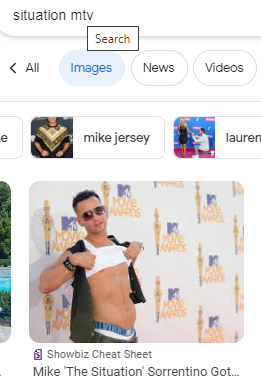 situation mtv
Search
All
Images
News
Videos
e
mike jersey
lauren
MTV
MOVIE
AWARDS
Showbiz Cheat Sheet
Mike 'The Situation' Sorrentino Got...